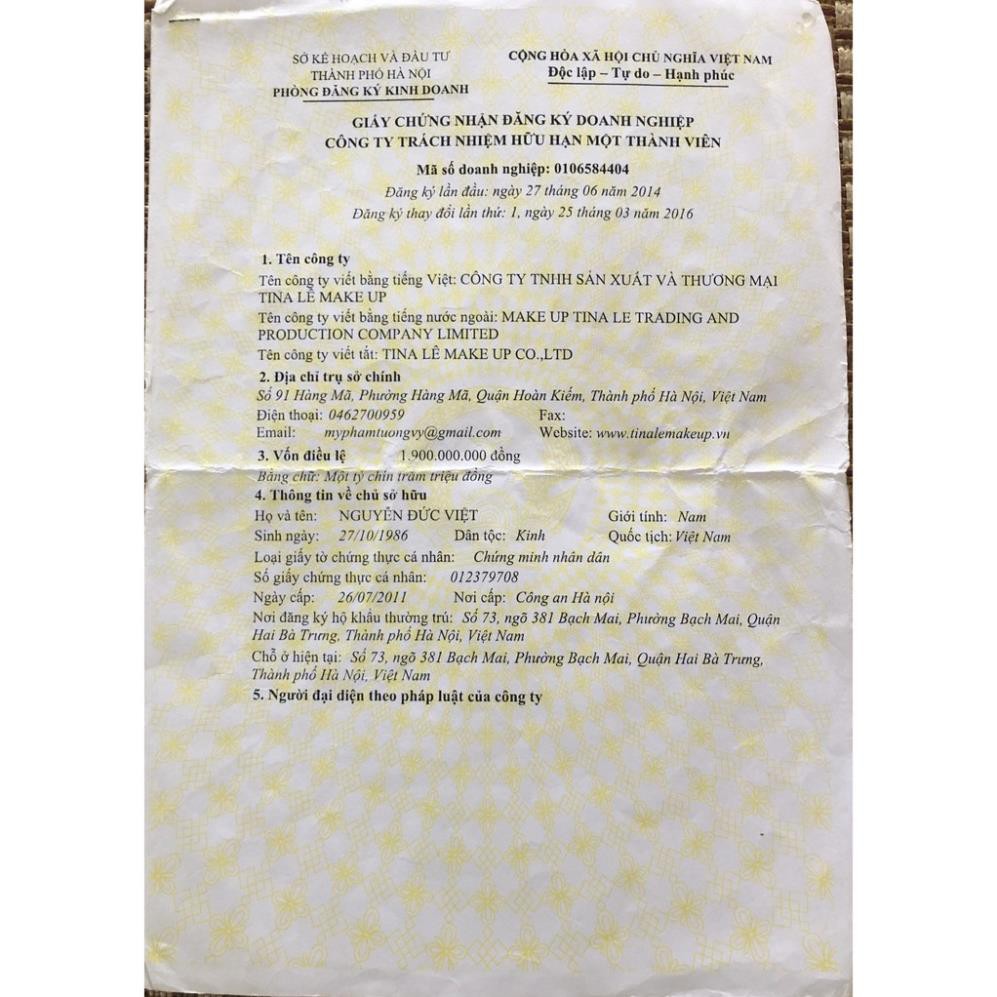 SỞ KẾ HOẠCH VÀ ĐẦU TƯ
THÀNH PHỐ HÀ NỘI
PHÒNG ĐĂNG KÝ KINH DOANH
CỘNG HÒA XÃ HỘI CHỦ NGHĨA VIỆT NAM
Độc lập – Tự do – Hạnh phúc
GIẤY CHỨNG NHẬN ĐĂNG KÝ DOANH NGHIỆP
CÔNG TY TRÁCH NHIỆM HỮU HẠN MỘT THÀNH VIÊN
Mã số doanh nghiệp: 0106584404
Đăng ký lần đầu: ngày 27 tháng 06 năm 2014
Đăng ký thay đổi lần thứ: 1, ngày 25 tháng 03 năm 2016
1. Tên công ty
Tên công ty viết bằng tiếng Việt: CÔNG TY TNHH SẢN XUẤT VÀ THƯƠNG MẠI
TINA LÊ MAKE UP
Tên công ty viết bằng tiếng nước ngoài: MAKE UP TINA LE TRADING AND
PRODUCTION COMPANY LIMITED
Tên công ty viết tắt: TINA LÊ MAKE UP CO.,LTD
2. Địa chỉ trụ sở chính
Số 91 Hàng Mã, Phường Hàng Mã, Quận Hoàn Kiếm, Thành phố Hà Nội, Việt Nam
Điện thoại: 0462700959 Fax:
Email: myphamtuongvy@gmail.com Website: www.tinalemakeup.vn
3. Vốn điều lệ 1.900.000.000 đồng
Bằng chữ: Một tỷ chín trăm triệu đồng
4. Thông tin về chủ sở hữu
Họ và tên: NGUYỄN ĐỨC VIỆT Giới tính: Nam
Sinh ngày: 27/10/1986 Dân tộc: Kinh Quốc tịch: Việt Nam
Loại giấy tờ chứng thực cá nhân: Chứng minh nhân dân
Số giấy chứng thực cá nhân: 012379708
Ngày cấp: 26/07/2011 Nơi cấp: Công an Hà nội
Nơi đăng ký hộ khẩu thường trú: Số 73, ngõ 381 Bạch Mai, Phường Bạch Mai, Quận
Hai Bà Trưng, Thành phố Hà Nội, Việt Nam
Chỗ ở hiện tại: Số 73, ngõ 381 Bạch Mai, Phường Bạch Mai, Quận Hai Bà Trưng,
Thành phố Hà Nội, Việt Nam
5. Người đại diện theo pháp luật của công ty